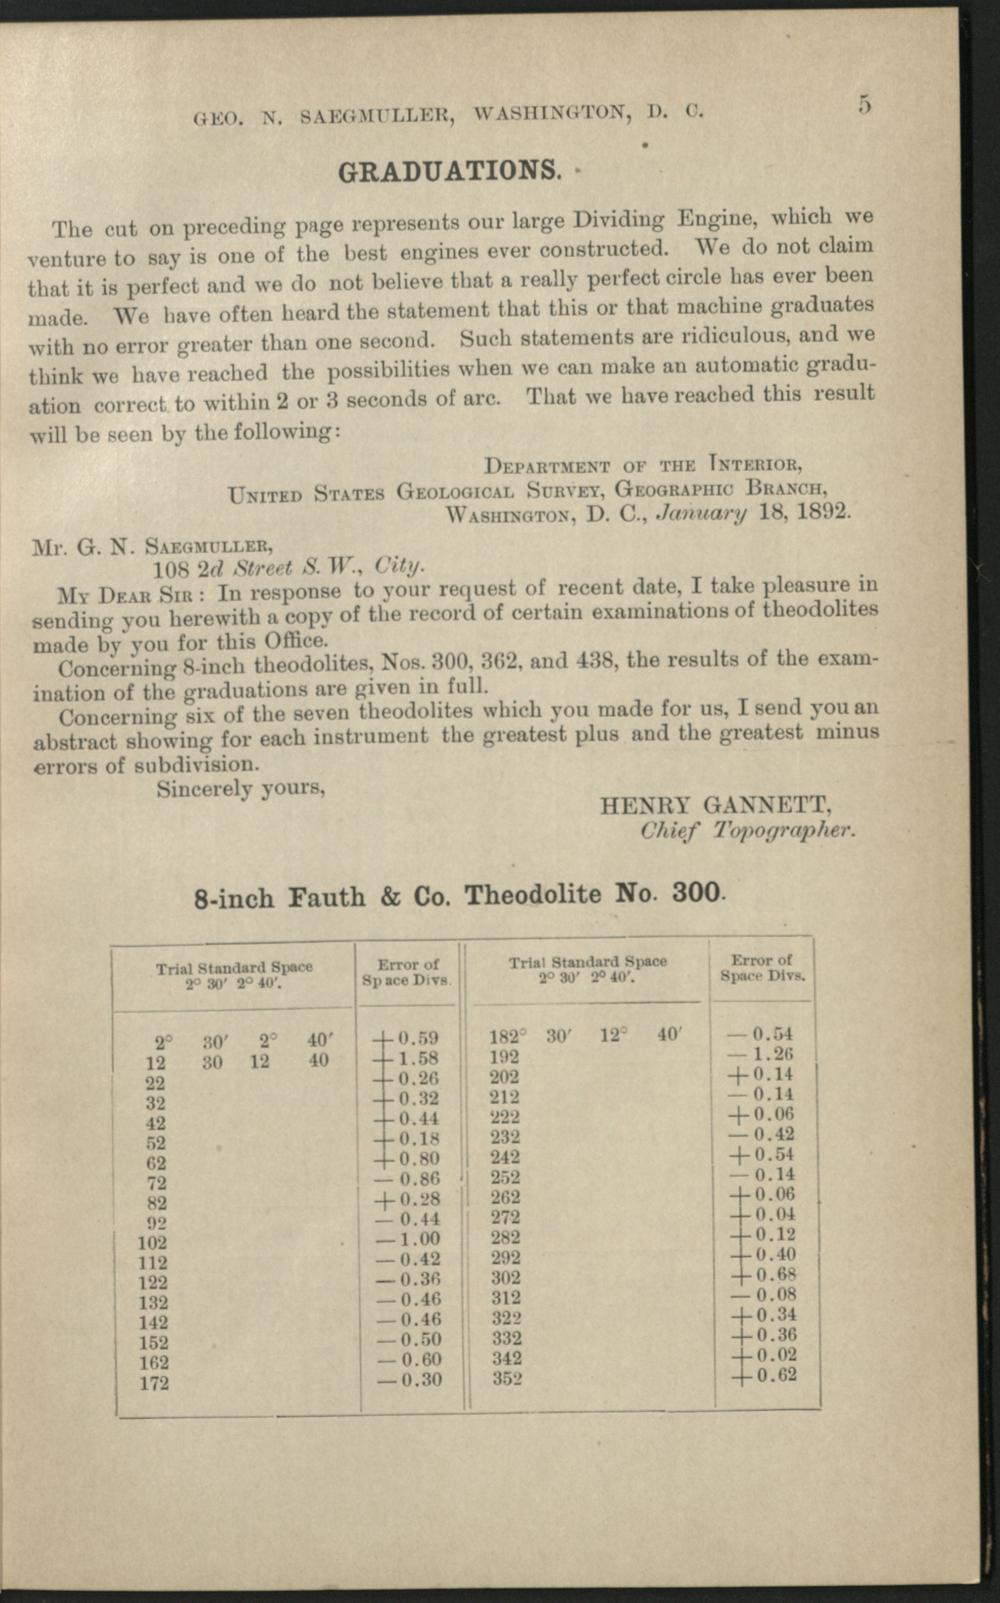 GEO. N. SAEGMULLER, WASHINGTON, D. C. 5
GRADUATIONS.
The cut on preceding page represents our large Dividing Engine, which we
venture to say is one of the best engines ever constructed. We do not claim
that it is perfect and we do not believe that a really perfect circle has ever been
made. We have often heard the statement that this or that machine graduates
with no error greater than one second. Such statements are ridiculous, and we
think we have reached the possibilities when we can make an automatic gradu-
ation correct to within 2 or 3 seconds of arc. That we have reached this result
will be seen by the following:
DEPARTMENT OF THE INTERIOR,
UNITED STATES GEOLOGICAL SURVEY, GEOGRAPHIC BRANCH,
WASHINGTON, D. C., January 18, 1892.
Mr. G. N. SAEGMULLER,
108 2d Street S. W., City.
MY DEAR SIR: In response to your request of recent date, I take pleasure in
sending you herewith a copy of the record of certain examinations of theodolites
made by you for this Office.
Concerning 8-inch theodolites, Nos. 300, 362, and 438, the results of the exam-
ination of the graduations are given in full.
Concerning six of the seven theodolites which you made for us, I send you an
abstract showing for each instrument the greatest plus and the greatest minus
errors of subdivision.
Sincerely yours,
HENRY GANNETT,
Chief Topographer.
8-inch Fauth & Co. Theodolite No. 300.
Trial Standard Space Error of Trial Standard Space Error of
2° 30′ 2° 40′. Space Divs. 2° 30′ 2° 40′. Space Divs.
2° 30′ 2° 40′ +0.59 182° 30′ 12° 40′ —0.54
12 30 12 40 +1.58 192 —1.26
22 +0.26 202 +0.14
32 +0.32 212 —0.14
42 +0.44 222 +0.06
52 +0.18 232 —0.42
62 +0.80 242 +0.54
72 —0.86 252 —0.14
82 +0.28 262 +0.06
92 —0.44 272 +0.04
102 —1.00 282 +0.12
112 —0.42 292 +0.40
122 —0.36 302 +0.68
132 —0.46 312 —0.08
142 —0.46 322 +0.34
152 —0.50 332 +0.36
162 —0.60 342 +0.02
172 —0.30 352 +0.62